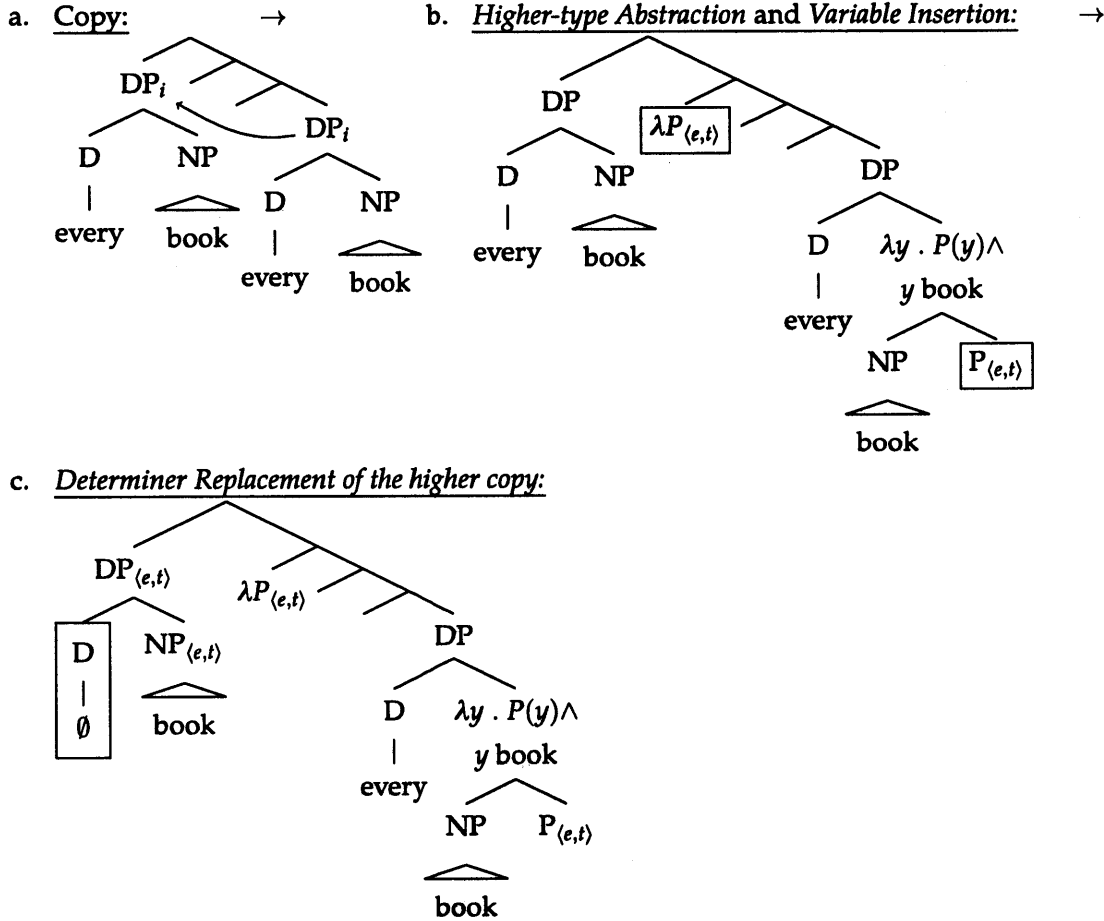 a. Copy: →
b. Higher-type Abstraction and Variable Insertion: →
DPᵢ
DPᵢ
D NP
D NP
every book
every book
DP
λP⟨e,t⟩
DP
D NP
every book
D λy . P(y)∧
y book
every
NP P⟨e,t⟩
book
c. Determiner Replacement of the higher copy:
DP⟨e,t⟩
λP⟨e,t⟩
DP
D NP⟨e,t⟩
∅ book
D λy . P(y)∧
y book
every
NP P⟨e,t⟩
book